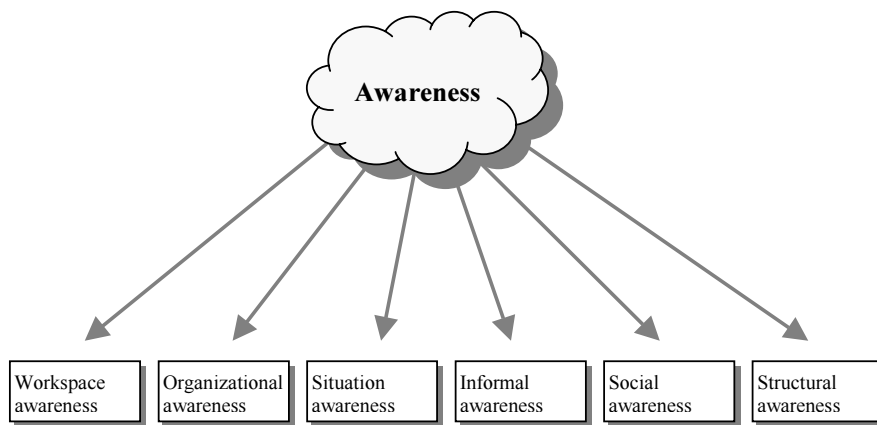 Awareness
Workspace
awareness
Organizational
awareness
Situation
awareness
Informal
awareness
Social
awareness
Structural
awareness